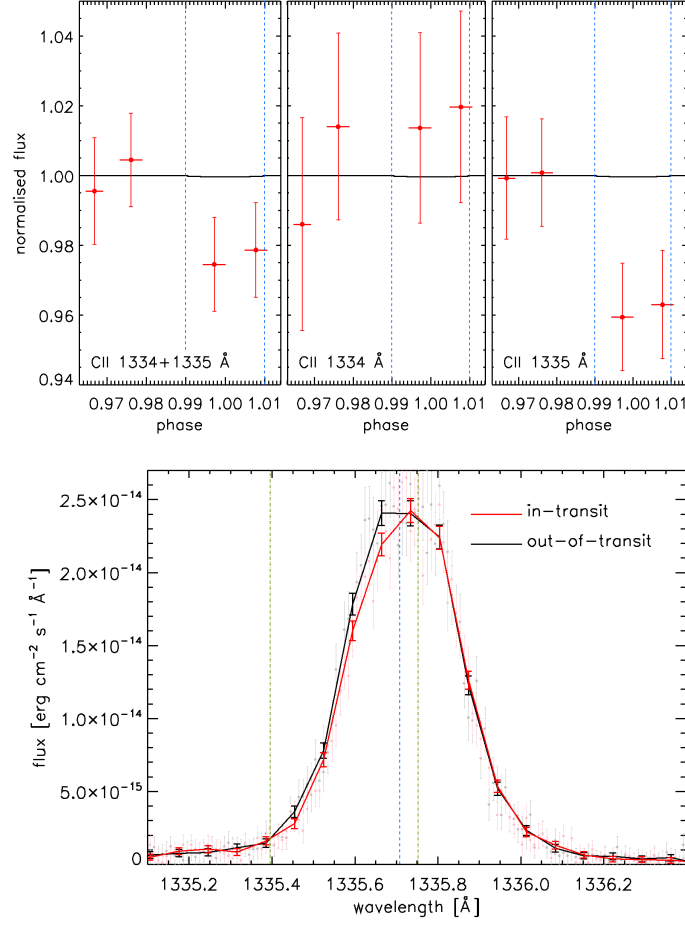 1.04
1.02
1.00
0.98
0.96
0.94
normalised flux
CII 1334+1335 Å
CII 1334 Å
CII 1335 Å
0.97 0.98 0.99 1.00 1.01
0.97 0.98 0.99 1.00 1.01
0.97 0.98 0.99 1.00 1.01
phase
phase
phase
2.5×10⁻¹⁴
2.0×10⁻¹⁴
1.5×10⁻¹⁴
1.0×10⁻¹⁴
5.0×10⁻¹⁵
0
flux [erg cm⁻² s⁻¹ Å⁻¹]
in−transit
out−of−transit
1335.2 1335.4 1335.6 1335.8 1336.0 1336.2
wavelength [Å]